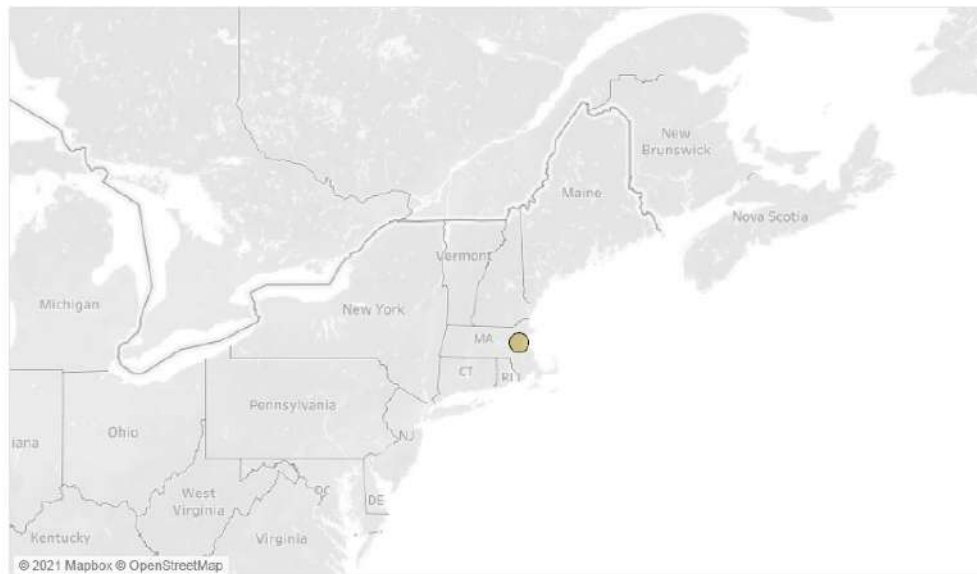 New
Brunswick
Maine
Nova Scotia
Vermont
Michigan
New York
MA
CT
RI
Pennsylvania
Ohio
iana
NJ
West
Virginia
DC
DE
Kentucky
Virginia
© 2021 Mapbox © OpenStreetMap